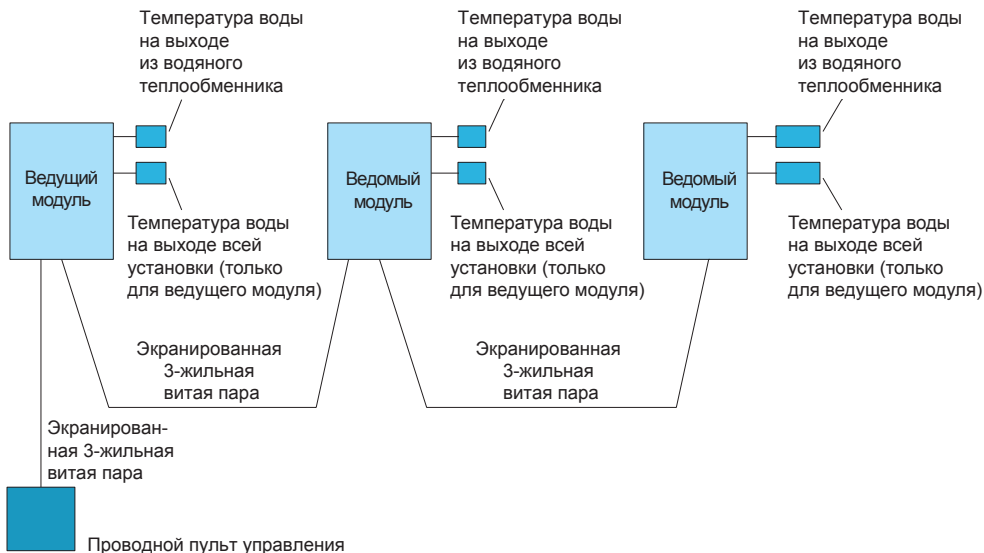 Температура воды
на выходе
из водяного
теплообменника
Температура воды
на выходе
из водяного
теплообменника
Температура воды
на выходе
из водяного
теплообменника
Ведущий
модуль
Ведомый
модуль
Ведомый
модуль
Температура воды
на выходе всей
установки (только
для ведущего модуля)
Температура воды
на выходе всей
установки (только
для ведущего модуля)
Температура воды
на выходе всей
установки (только
для ведущего модуля)
Экранированная
3-жильная
витая пара
Экранированная
3-жильная
витая пара
Экранирован-
ная 3-жильная
витая пара
Проводной пульт управления